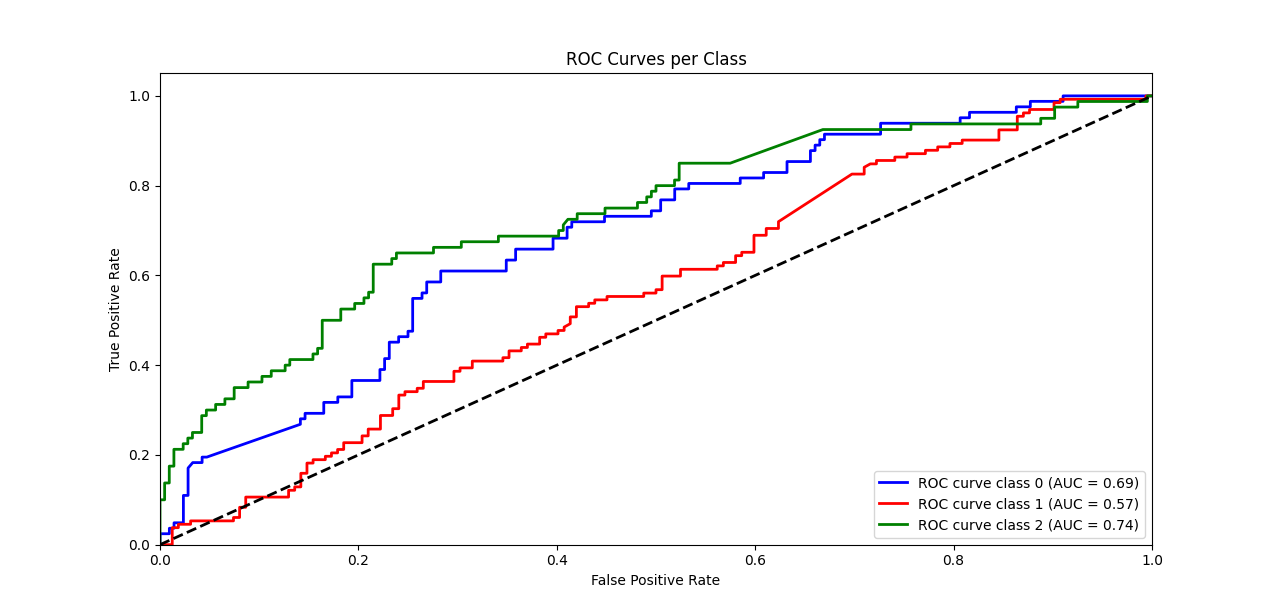 ROC Curves per Class
True Positive Rate
1.0
0.8
0.6
0.4
0.2
0.0
0.0 0.2 0.4 0.6 0.8 1.0
False Positive Rate
ROC curve class 0 (AUC = 0.69)
ROC curve class 1 (AUC = 0.57)
ROC curve class 2 (AUC = 0.74)